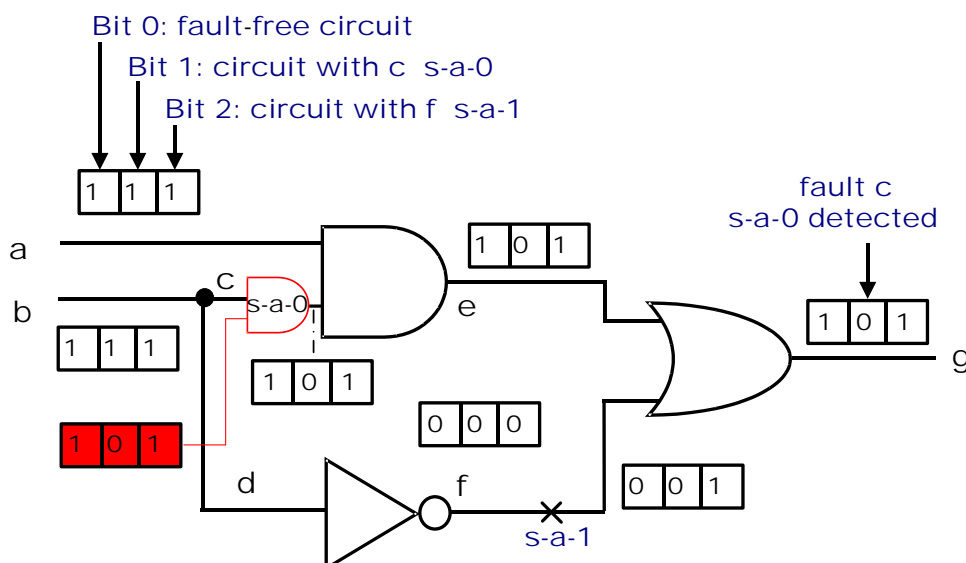 Bit 0: fault-free circuit
Bit 1: circuit with c s-a-0
Bit 2: circuit with f s-a-1
1 1 1
fault c
s-a-0 detected
a
1 0 1
c
s-a-0
e
b
1 0 1
1 1 1
1 0 1
g
0 0 0
1 0 1
d
f
0 0 1
s-a-1